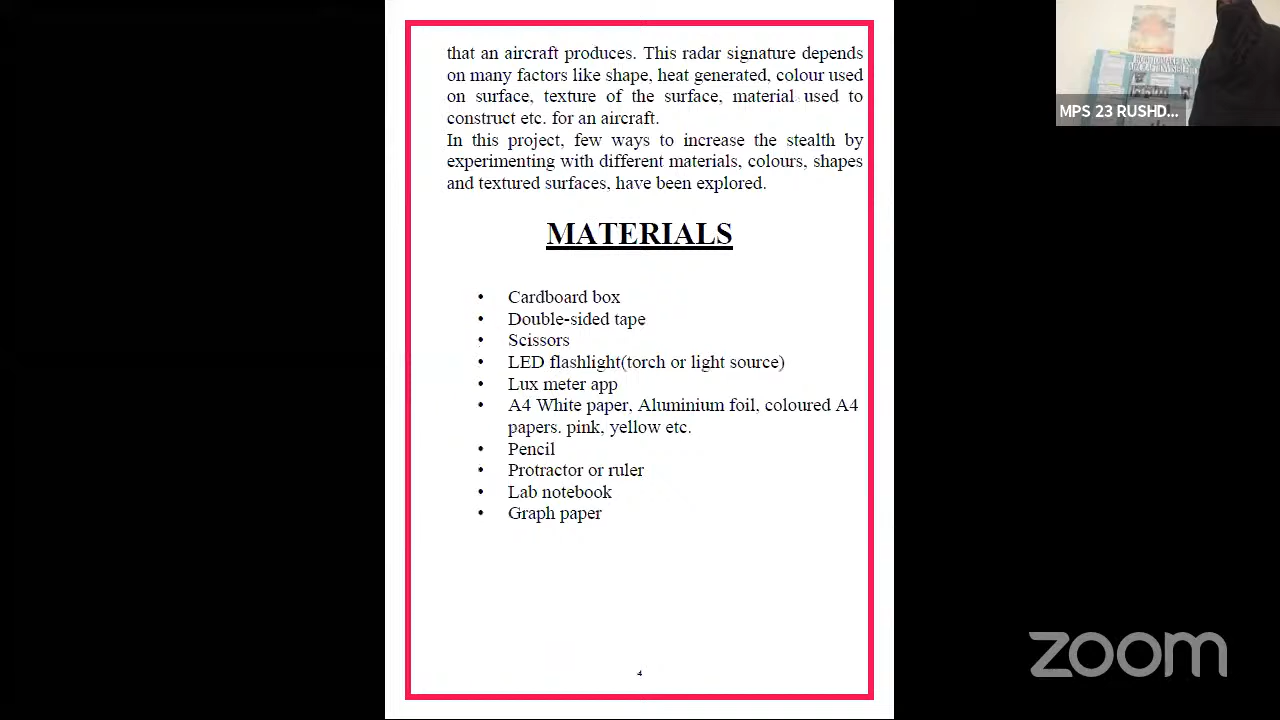 that an aircraft produces. This radar signature depends
on many factors like shape, heat generated, colour used
on surface, texture of the surface, material used to
construct etc. for an aircraft.
In this project, few ways to increase the stealth by
experimenting with different materials, colours, shapes
and textured surfaces, have been explored.
MATERIALS
• Cardboard box
• Double-sided tape
• Scissors
• LED flashlight(torch or light source)
• Lux meter app
• A4 White paper, Aluminium foil, coloured A4
papers. pink, yellow etc.
• Pencil
• Protractor or ruler
• Lab notebook
• Graph paper
4
MPS 23 RUSHD...
zoom